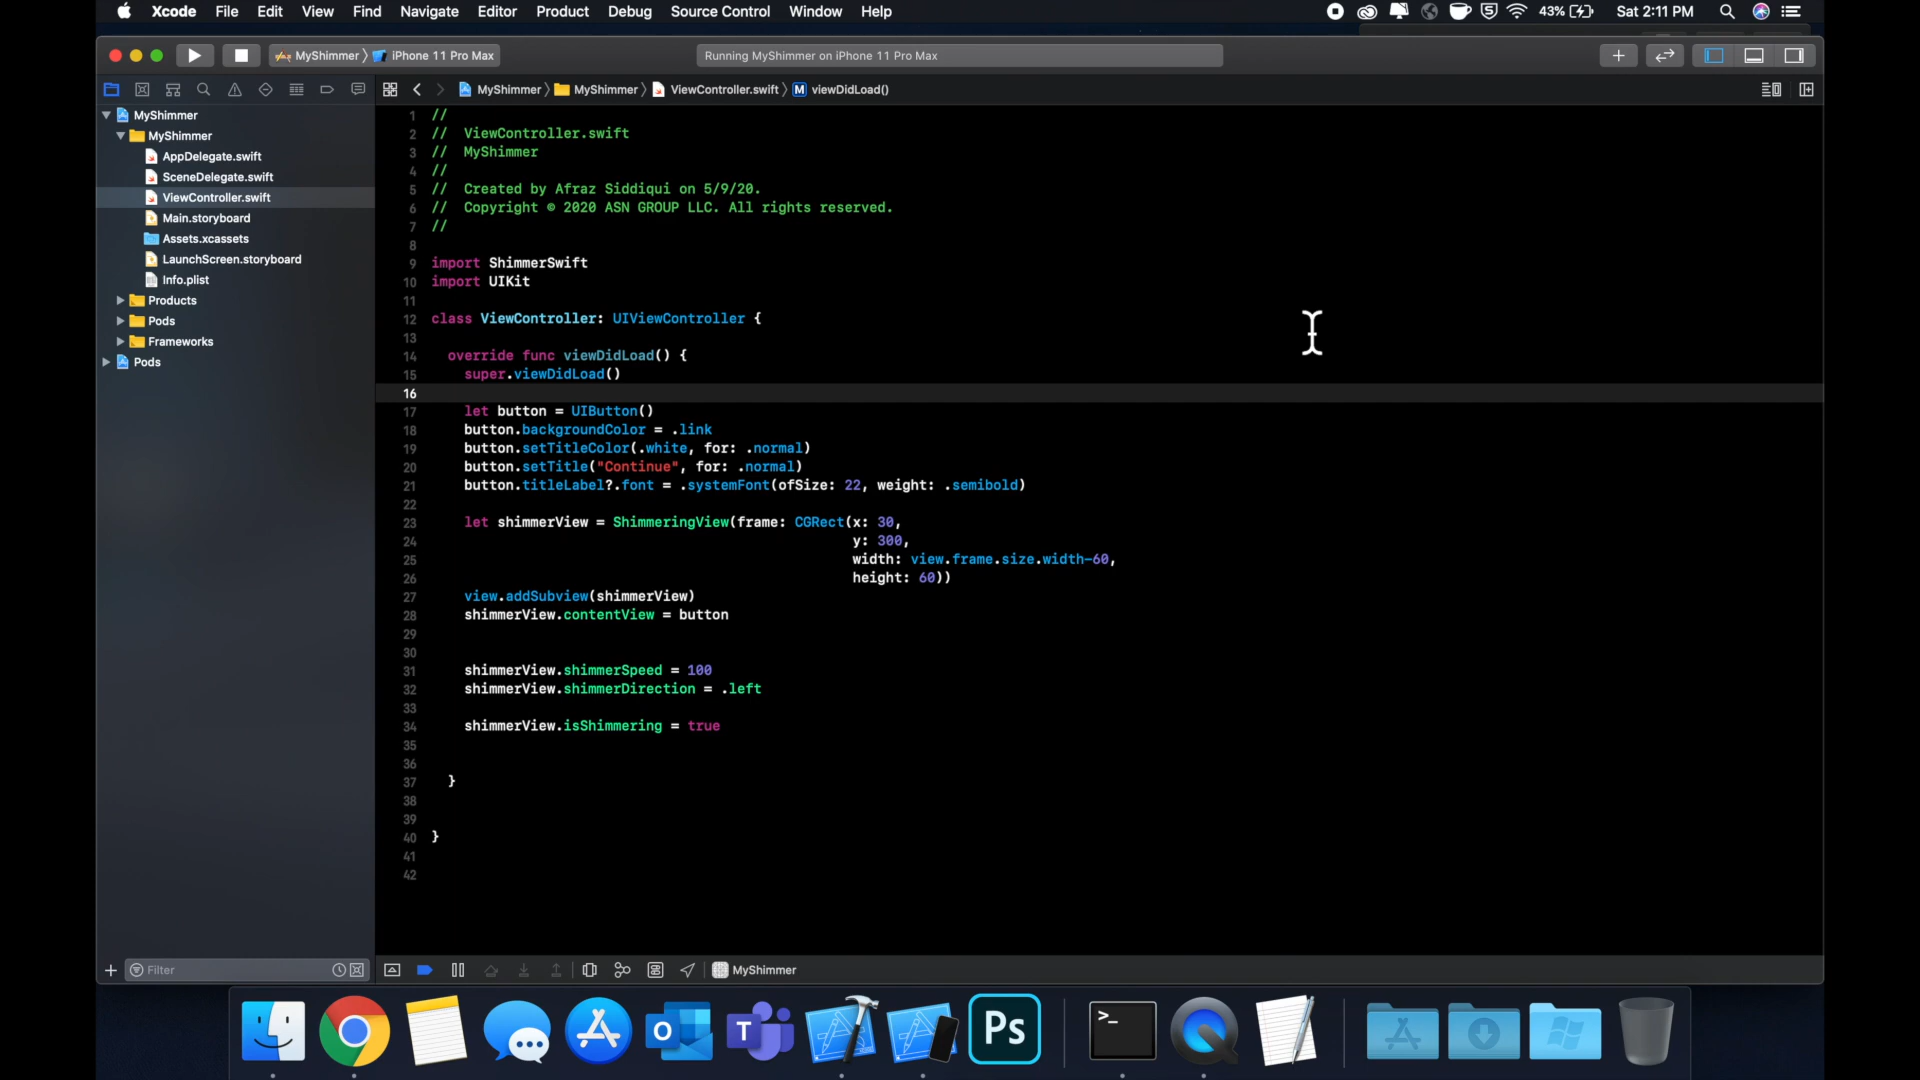 Xcode File Edit View Find Navigate Editor Product Debug Source Control Window Help 43% Sat 2:11 PM
MyShimmer iPhone 11 Pro Max Running MyShimmer on iPhone 11 Pro Max
MyShimmer MyShimmer ViewController.swift M viewDidLoad()
MyShimmer
MyShimmer
AppDelegate.swift
SceneDelegate.swift
ViewController.swift
Main.storyboard
Assets.xcassets
LaunchScreen.storyboard
Info.plist
Products
Pods
Frameworks
Pods
1 //
2 // ViewController.swift
3 // MyShimmer
4 //
5 // Created by Afraz Siddiqui on 5/9/20.
6 // Copyright © 2020 ASN GROUP LLC. All rights reserved.
7 //
8
9 import ShimmerSwift
10 import UIKit
11
12 class ViewController: UIViewController {
13
14 override func viewDidLoad() {
15 super.viewDidLoad()
16
17 let button = UIButton()
18 button.backgroundColor = .link
19 button.setTitleColor(.white, for: .normal)
20 button.setTitle("Continue", for: .normal)
21 button.titleLabel?.font = .systemFont(ofSize: 22, weight: .semibold)
22
23 let shimmerView = ShimmeringView(frame: CGRect(x: 30,
24 y: 300,
25 width: view.frame.size.width-60,
26 height: 60))
27 view.addSubview(shimmerView)
28 shimmerView.contentView = button
29
30
31 shimmerView.shimmerSpeed = 100
32 shimmerView.shimmerDirection = .left
33
34 shimmerView.isShimmering = true
35
36
37 }
38
39
40 }
41
42
Filter
MyShimmer
O
T
Ps
>_